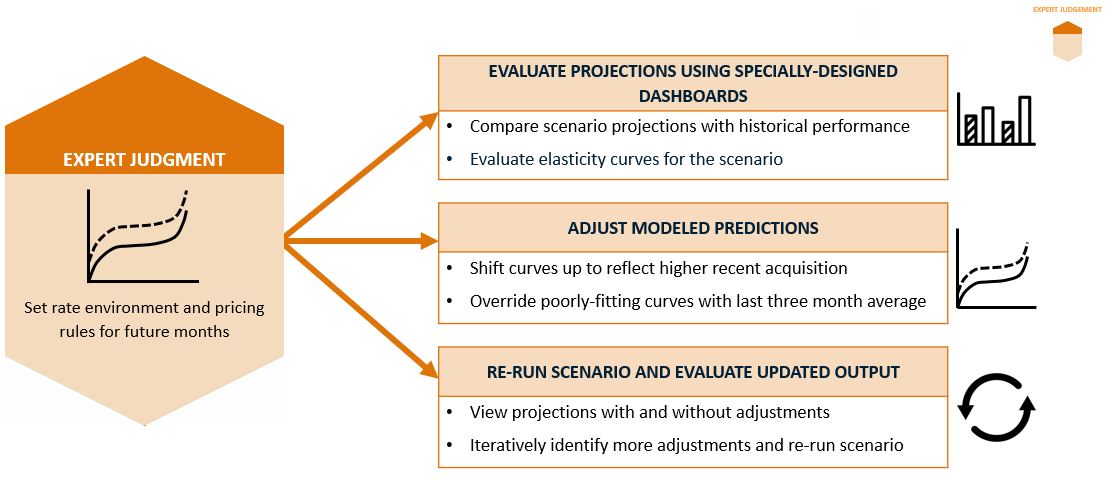 EXPERT JUDGEMENT
EXPERT JUDGMENT
Set rate environment and pricing
rules for future months
EVALUATE PROJECTIONS USING SPECIALLY-DESIGNED
DASHBOARDS
• Compare scenario projections with historical performance
• Evaluate elasticity curves for the scenario
ADJUST MODELED PREDICTIONS
• Shift curves up to reflect higher recent acquisition
• Override poorly-fitting curves with last three month average
RE-RUN SCENARIO AND EVALUATE UPDATED OUTPUT
• View projections with and without adjustments
• Iteratively identify more adjustments and re-run scenario